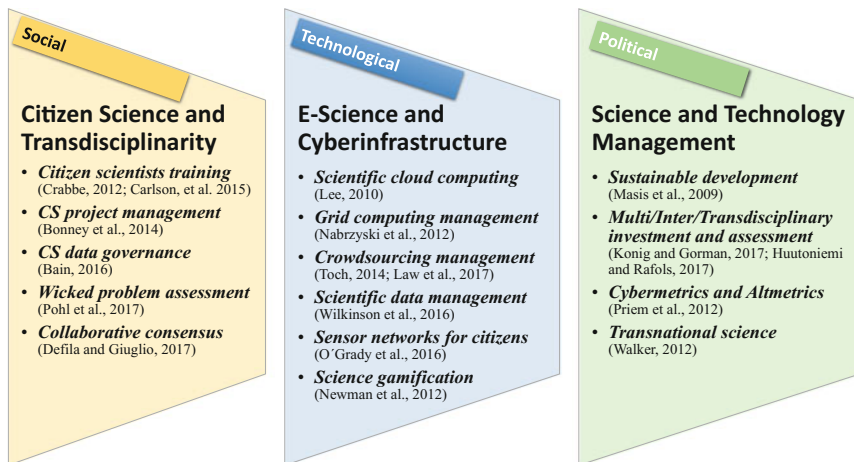 Social
Citizen Science and
Transdisciplinarity
• Citizen scientists training
(Crabbe, 2012; Carlson, et al. 2015)
• CS project management
(Bonney et al., 2014)
• CS data governance
(Bain, 2016)
• Wicked problem assessment
(Pohl et al., 2017)
• Collaborative consensus
(Defila and Giuglio, 2017)
Technological
E-Science and
Cyberinfrastructure
• Scientific cloud computing
(Lee, 2010)
• Grid computing management
(Nabrzyski et al., 2012)
• Crowdsourcing management
(Toch, 2014; Law et al., 2017)
• Scientific data management
(Wilkinson et al., 2016)
• Sensor networks for citizens
(O´Grady et al., 2016)
• Science gamification
(Newman et al., 2012)
Political
Science and Technology
Management
• Sustainable development
(Masis et al., 2009)
• Multi/Inter/Transdisciplinary
investment and assessment
(Konig and Gorman, 2017; Huutoniemi
and Rafols, 2017)
• Cybermetrics and Altmetrics
(Priem et al., 2012)
• Transnational science
(Walker, 2012)